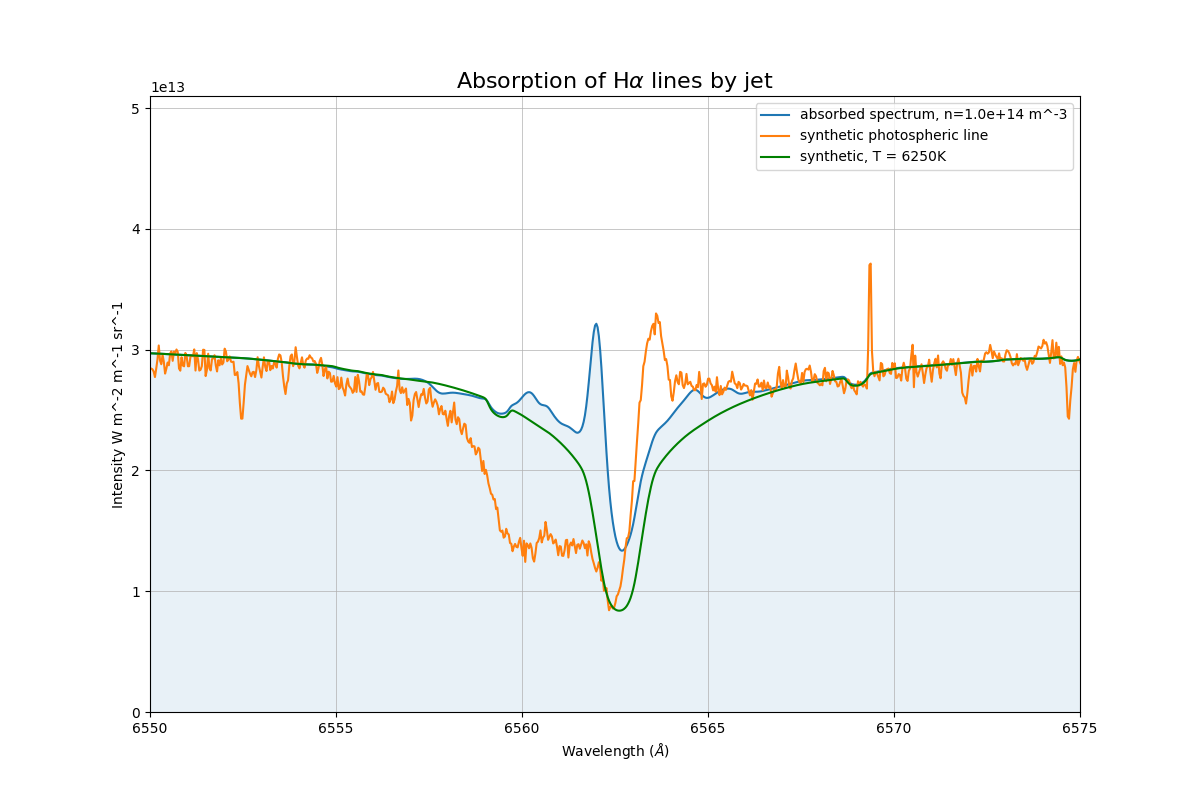 Absorption of Hα lines by jet
1e13
absorbed spectrum, n=1.0e+14 m^-3
synthetic photospheric line
synthetic, T = 6250K
5
4
3
2
1
0
Intensity W m^-2 m^-1 sr^-1
6550 6555 6560 6565 6570 6575
Wavelength (Å)